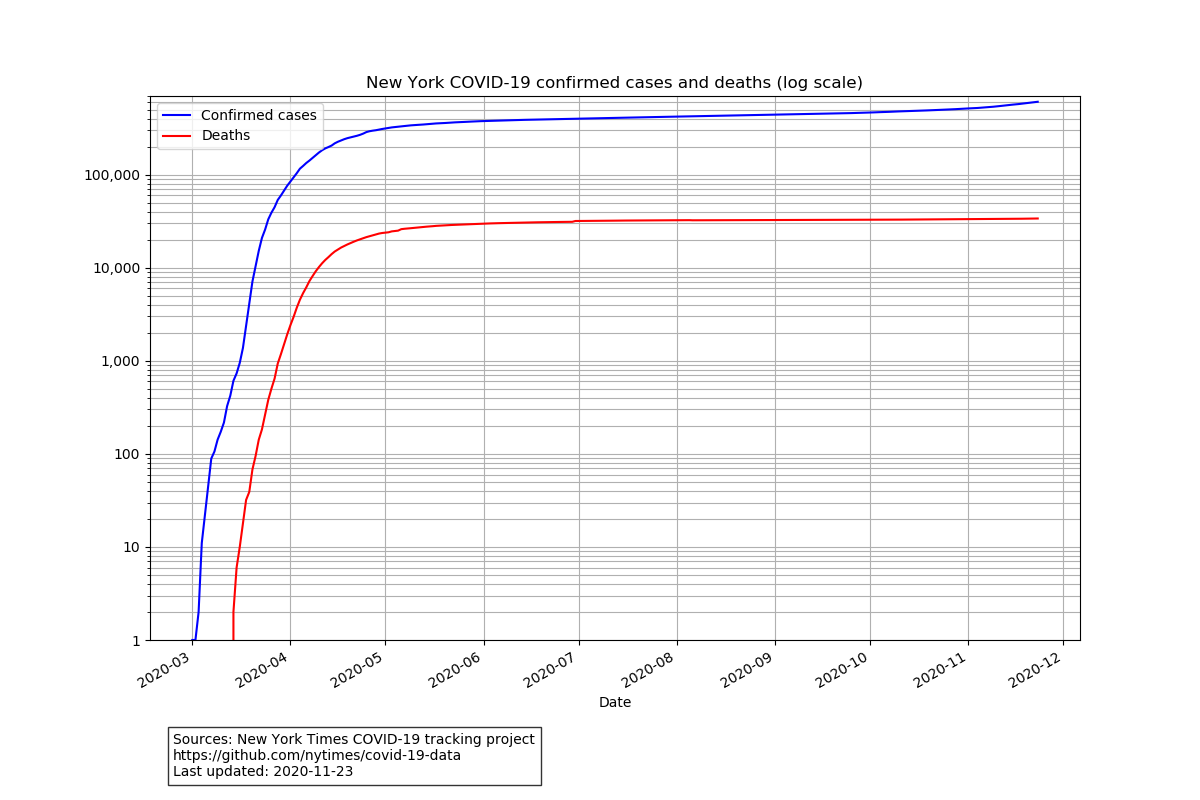 New York COVID-19 confirmed cases and deaths (log scale)
Confirmed cases
Deaths
100,000
10,000
1,000
100
10
1
2020-03
2020-04
2020-05
2020-06
2020-07
2020-08
2020-09
2020-10
2020-11
2020-12
Date
Sources: New York Times COVID-19 tracking project
https://github.com/nytimes/covid-19-data
Last updated: 2020-11-23